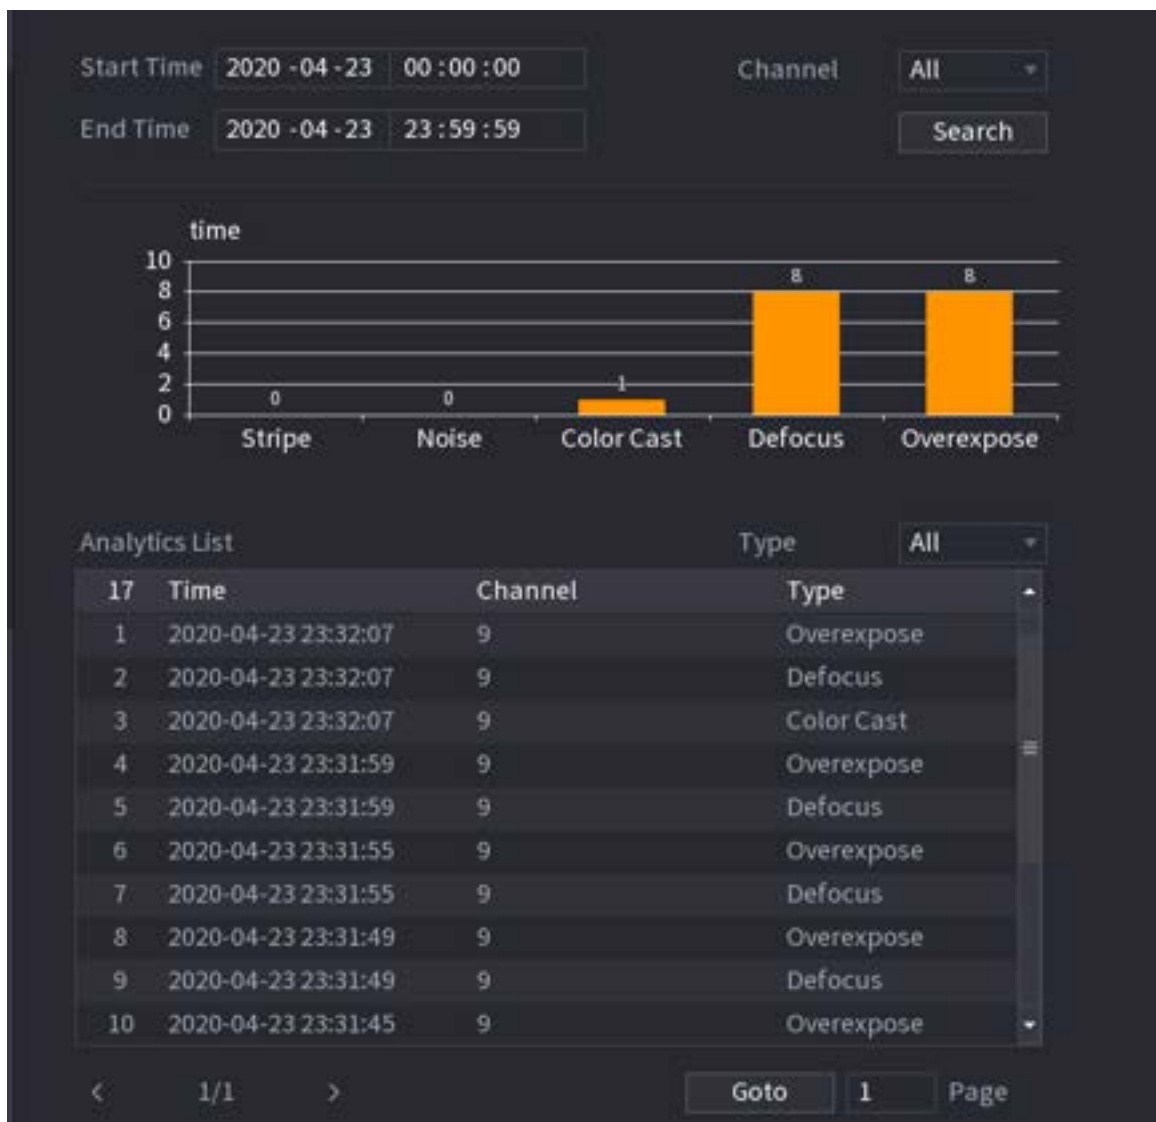 Start Time 2020 -04 -23 00 :00 :00 Channel All
End Time 2020 -04 -23 23 :59 :59 Search
time
10
8
6
4
2
0
0 0 1 8 8
Stripe Noise Color Cast Defocus Overexpose
Analytics List Type All
17 Time Channel Type
1 2020-04-23 23:32:07 9 Overexpose
2 2020-04-23 23:32:07 9 Defocus
3 2020-04-23 23:32:07 9 Color Cast
4 2020-04-23 23:31:59 9 Overexpose
5 2020-04-23 23:31:59 9 Defocus
6 2020-04-23 23:31:55 9 Overexpose
7 2020-04-23 23:31:55 9 Defocus
8 2020-04-23 23:31:49 9 Overexpose
9 2020-04-23 23:31:49 9 Defocus
10 2020-04-23 23:31:45 9 Overexpose
< 1/1 > Goto 1 Page